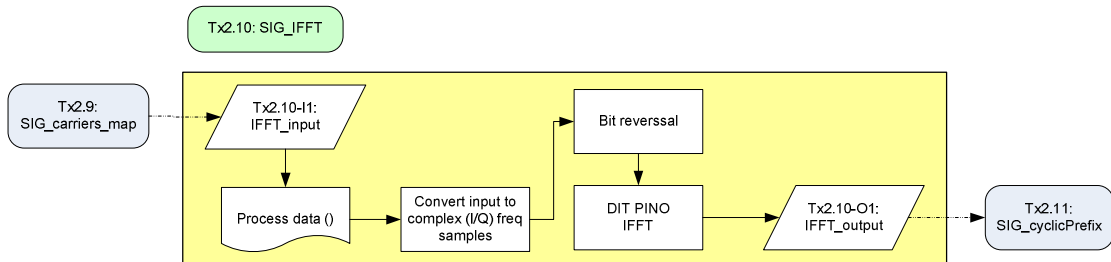 Tx2.10: SIG_IFFT
Tx2.9:
SIG_carriers_map
Tx2.10-I1:
IFFT_input
Process data ()
Convert input to
complex (I/Q) freq
samples
Bit reverssal
DIT PINO
IFFT
Tx2.10-O1:
IFFT_output
Tx2.11:
SIG_cyclicPrefix